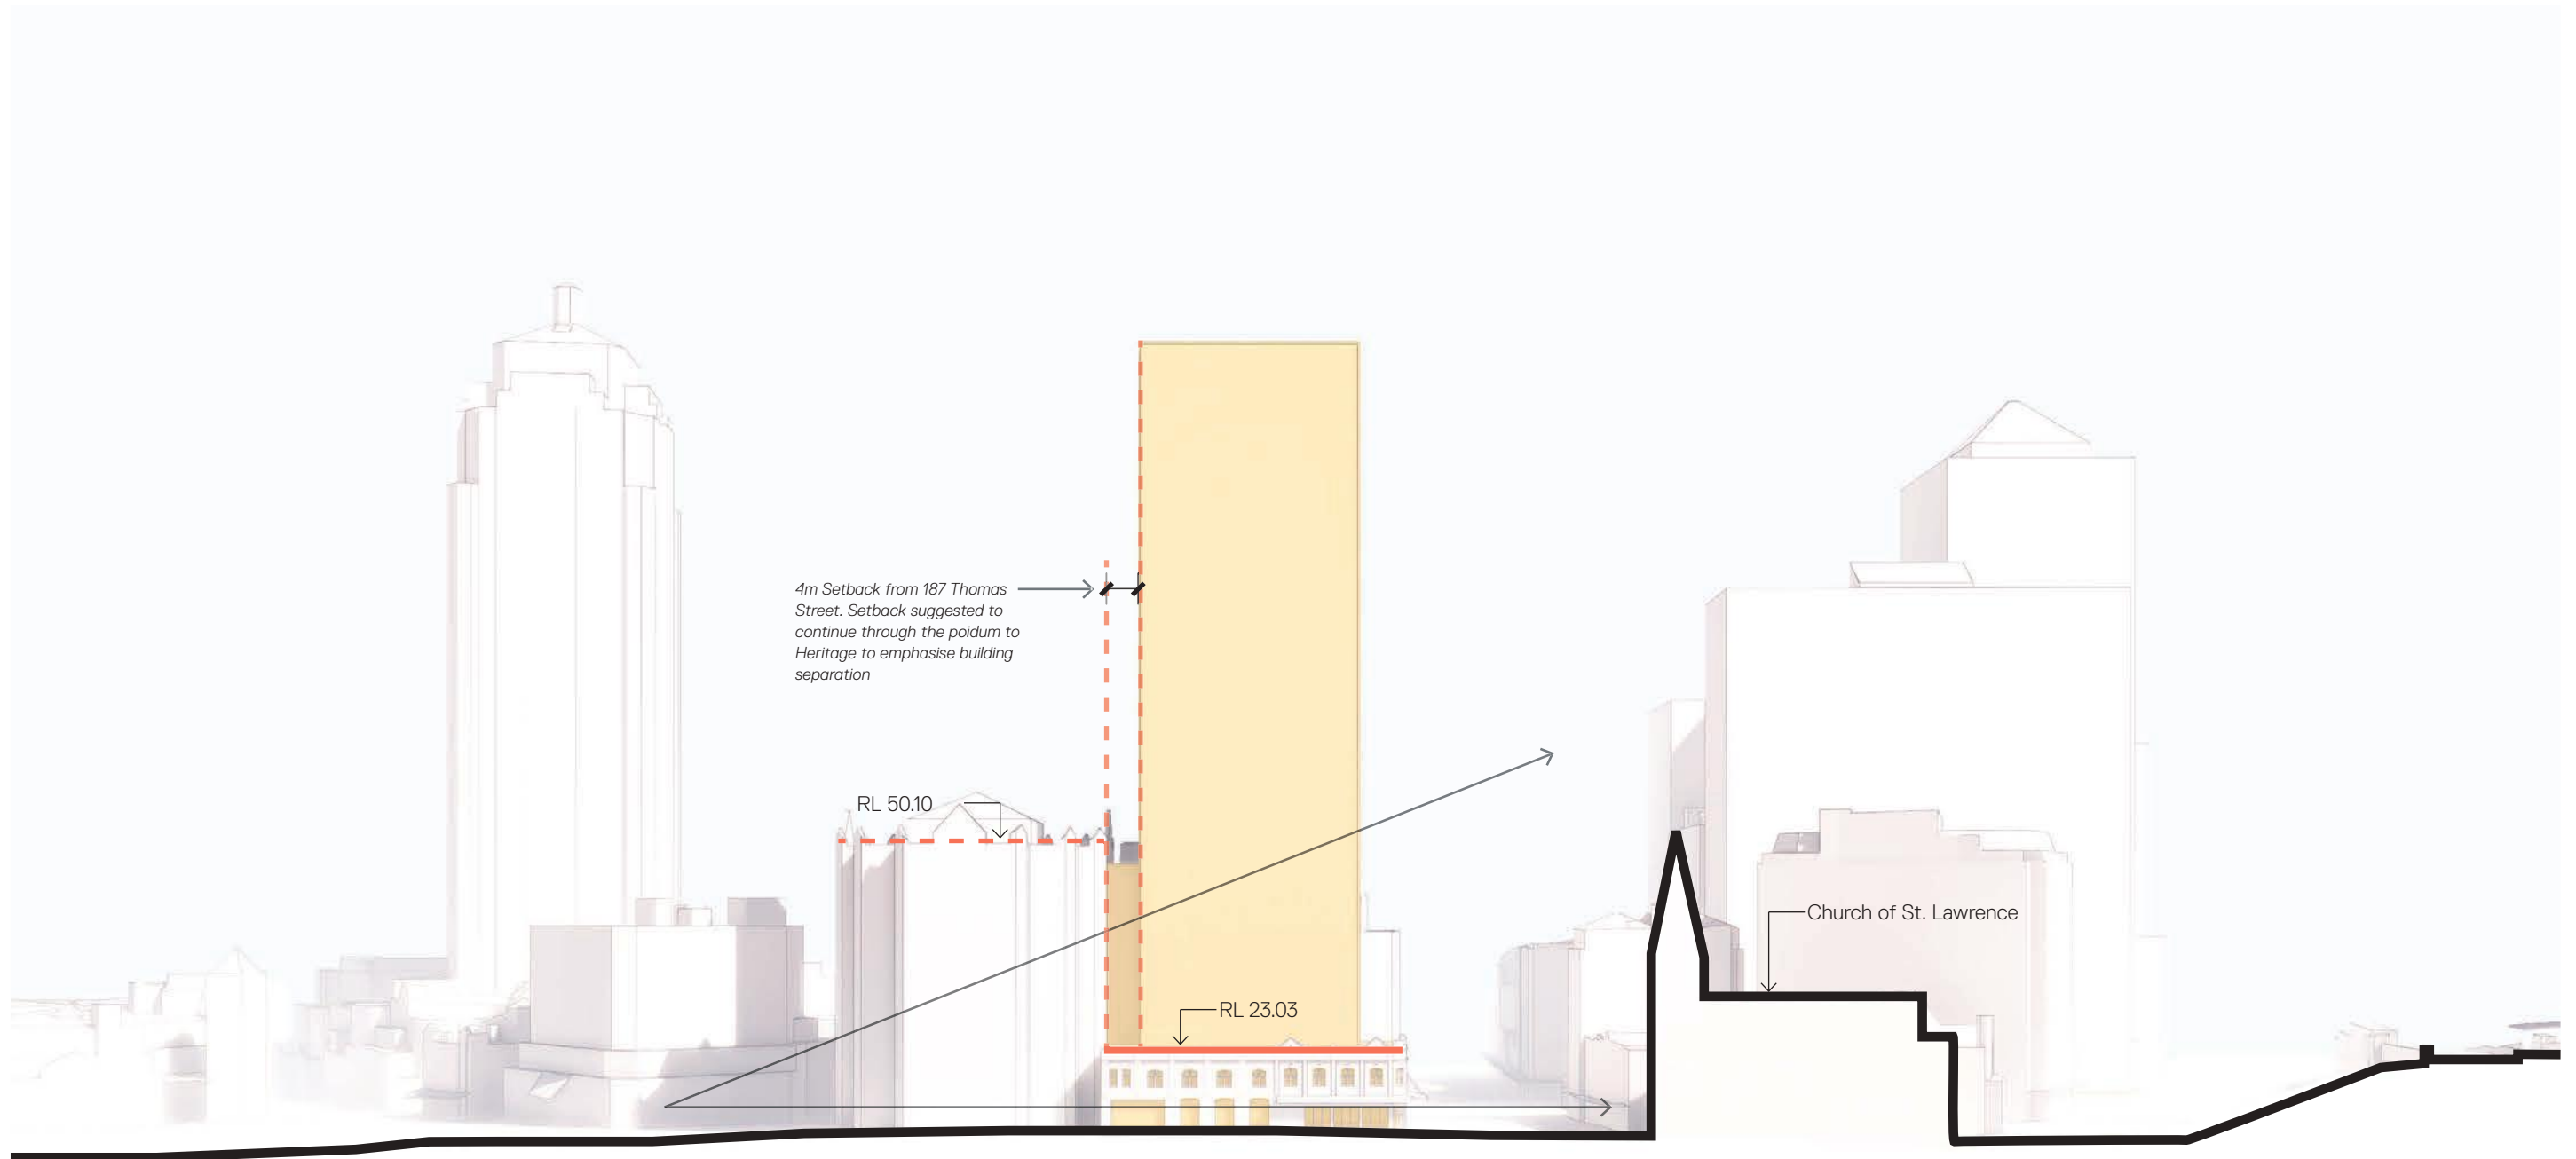 4m Setback from 187 Thomas
Street. Setback suggested to
continue through the poidum to
Heritage to emphasise building
separation
RL 50.10
Church of St. Lawrence
RL 23.03